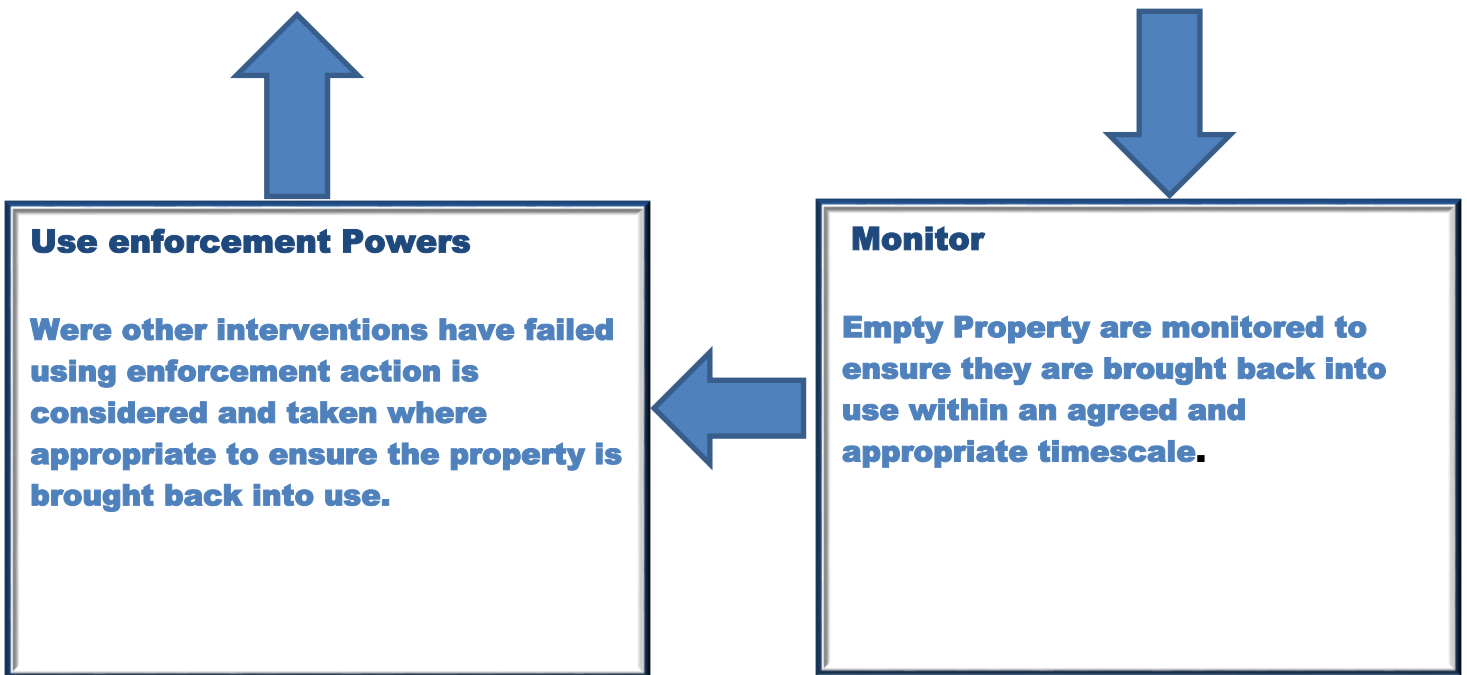 Use enforcement Powers
Were other interventions have failed
using enforcement action is
considered and taken where
appropriate to ensure the property is
brought back into use.
Monitor
Empty Property are monitored to
ensure they are brought back into
use within an agreed and
appropriate timescale.